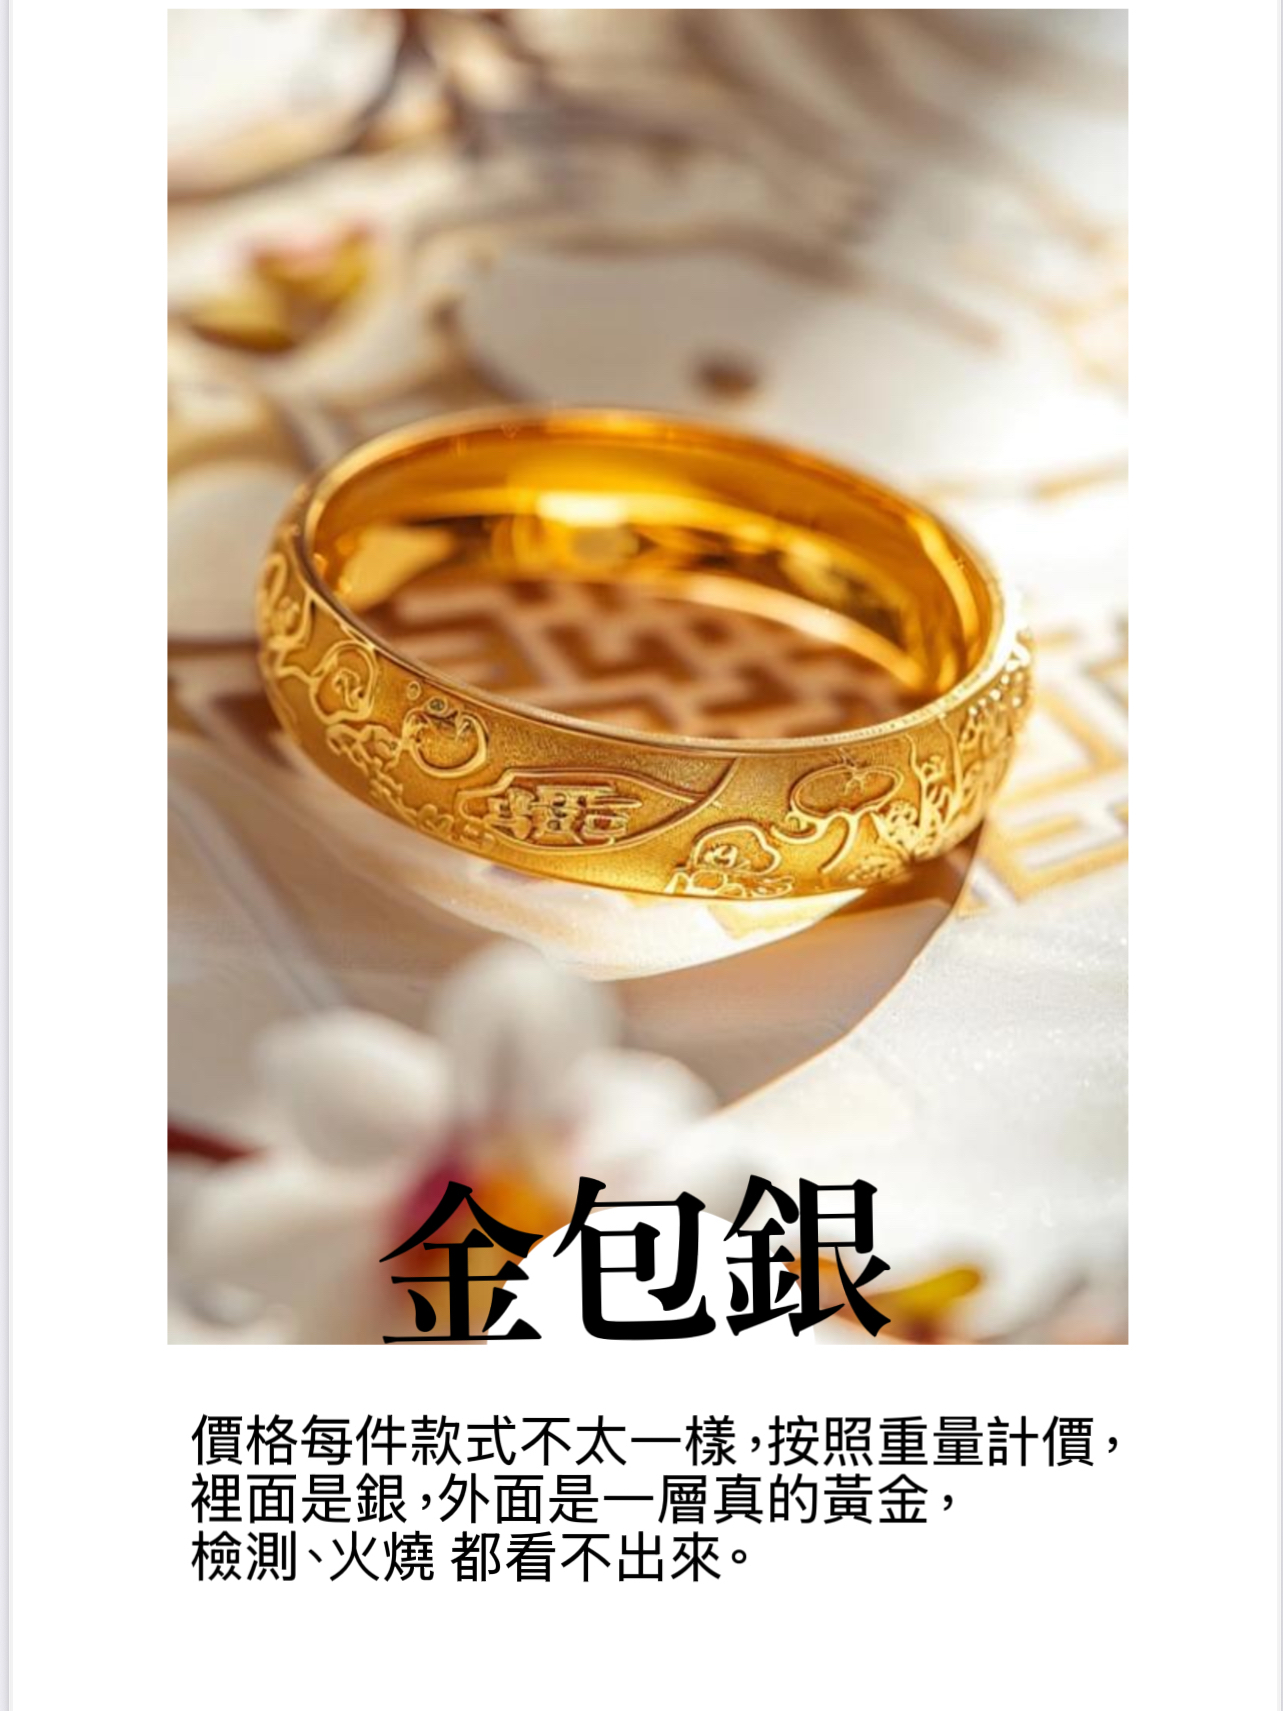 金包銀
價格每件款式不太一樣，按照重量計價，
裡面是銀，外面是一層真的黃金，
檢測、火燒 都看不出來。